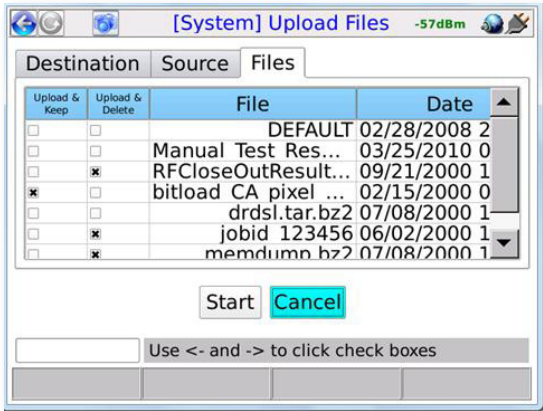 [System] Upload Files -57dBm
Destination Source Files
Upload & Keep Upload & Delete File Date
DEFAULT 02/28/2008 2
Manual Test Res... 03/25/2010 0
RFCloseOutResult... 09/21/2000 1
bitload CA pixel ... 02/15/2000 0
drdsl.tar.bz2 07/08/2000 1
jobid 123456 06/02/2000 1
memdump.bz2 07/08/2000 1
Start Cancel
Use <- and -> to click check boxes